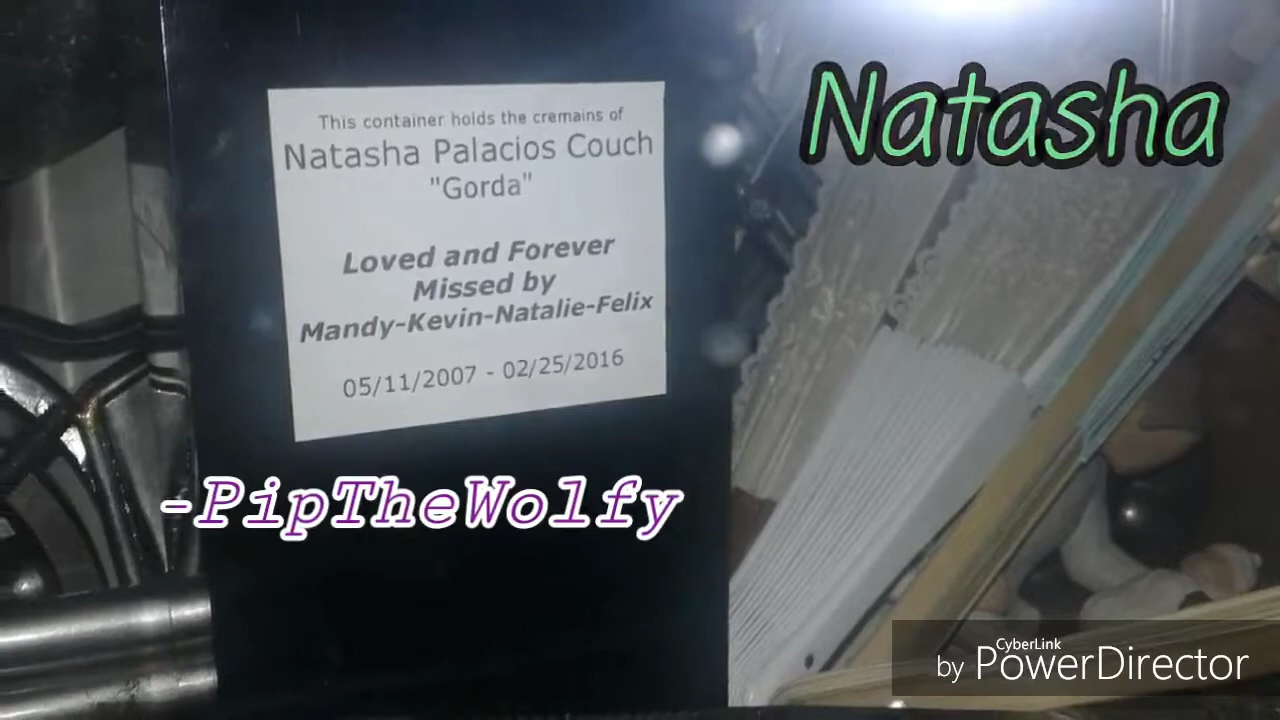 This container holds the cremains of
Natasha Palacios Couch
"Gorda"
Loved and Forever
Missed by
Mandy-Kevin-Natalie-Felix
05/11/2007 - 02/25/2016
Natasha
-PipTheWolfy
CyberLink
by PowerDirector